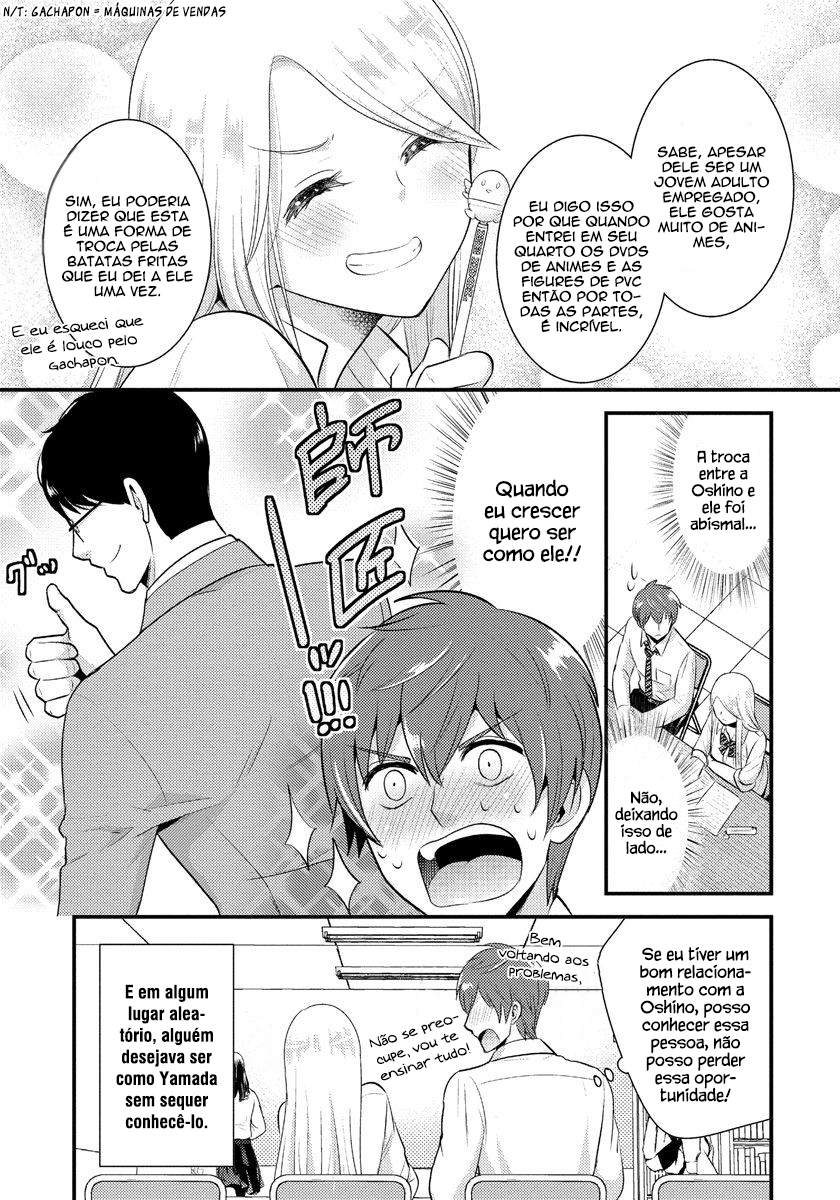 N/T: GACHAPON = MÁQUINAS DE VENDAS
SABE, APESAR
DELE SER UM
JOVEM ADULTO
EMPREGADO,
ELE GOSTA
MUITO DE ANI-
MES,
EU DIGO ISSO
POR QUE QUANDO
ENTREI EM SEU
QUARTO OS DVDS
DE ANIMES E AS
FIGURES DE PVC
ENTÃO POR TO-
DAS AS PARTES,
É INCRÍVEL.
SIM, EU PODERIA
DIZER QUE ESTA
É UMA FORMA DE
TROCA PELAS
BATATAS FRITAS
QUE EU DEI A ELE
UMA VEZ.
E eu esqueci que
ele é louco pelo
Gachapon
A troca
entre a
Oshino e
ele foi
abismal...
Não,
deixando
isso de
lado...
Quando
eu crescer
quero ser
como ele!!
師匠ーッ!!!
グッ
Se eu tiver um
bom relaciona-
mento com a
Oshino, posso
conhecer essa
pessoa, não
posso perder
essa opor-
tunidade!
Bem
voltando aos
problemas,
Não se preo-
cupe, vou te
ensinar tudo!
E em algum
lugar alea-
tório, alguém
desejava ser
como Yamada
sem sequer
conhecê-lo.